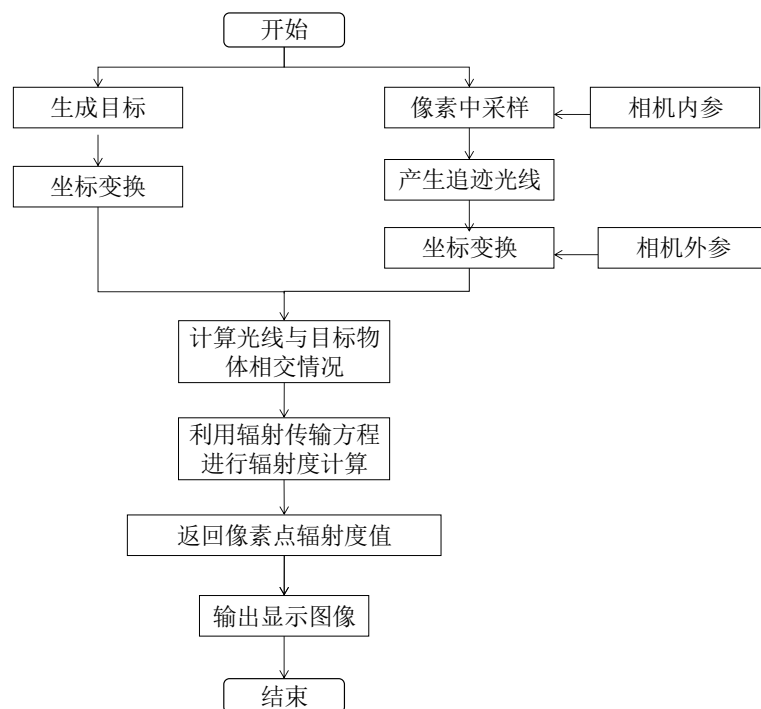 开始
生成目标
像素中采样
相机内参
坐标变换
产生追迹光线
坐标变换
相机外参
计算光线与目标物
体相交情况
利用辐射传输方程
进行辐射度计算
返回像素点辐射度值
输出显示图像
结束